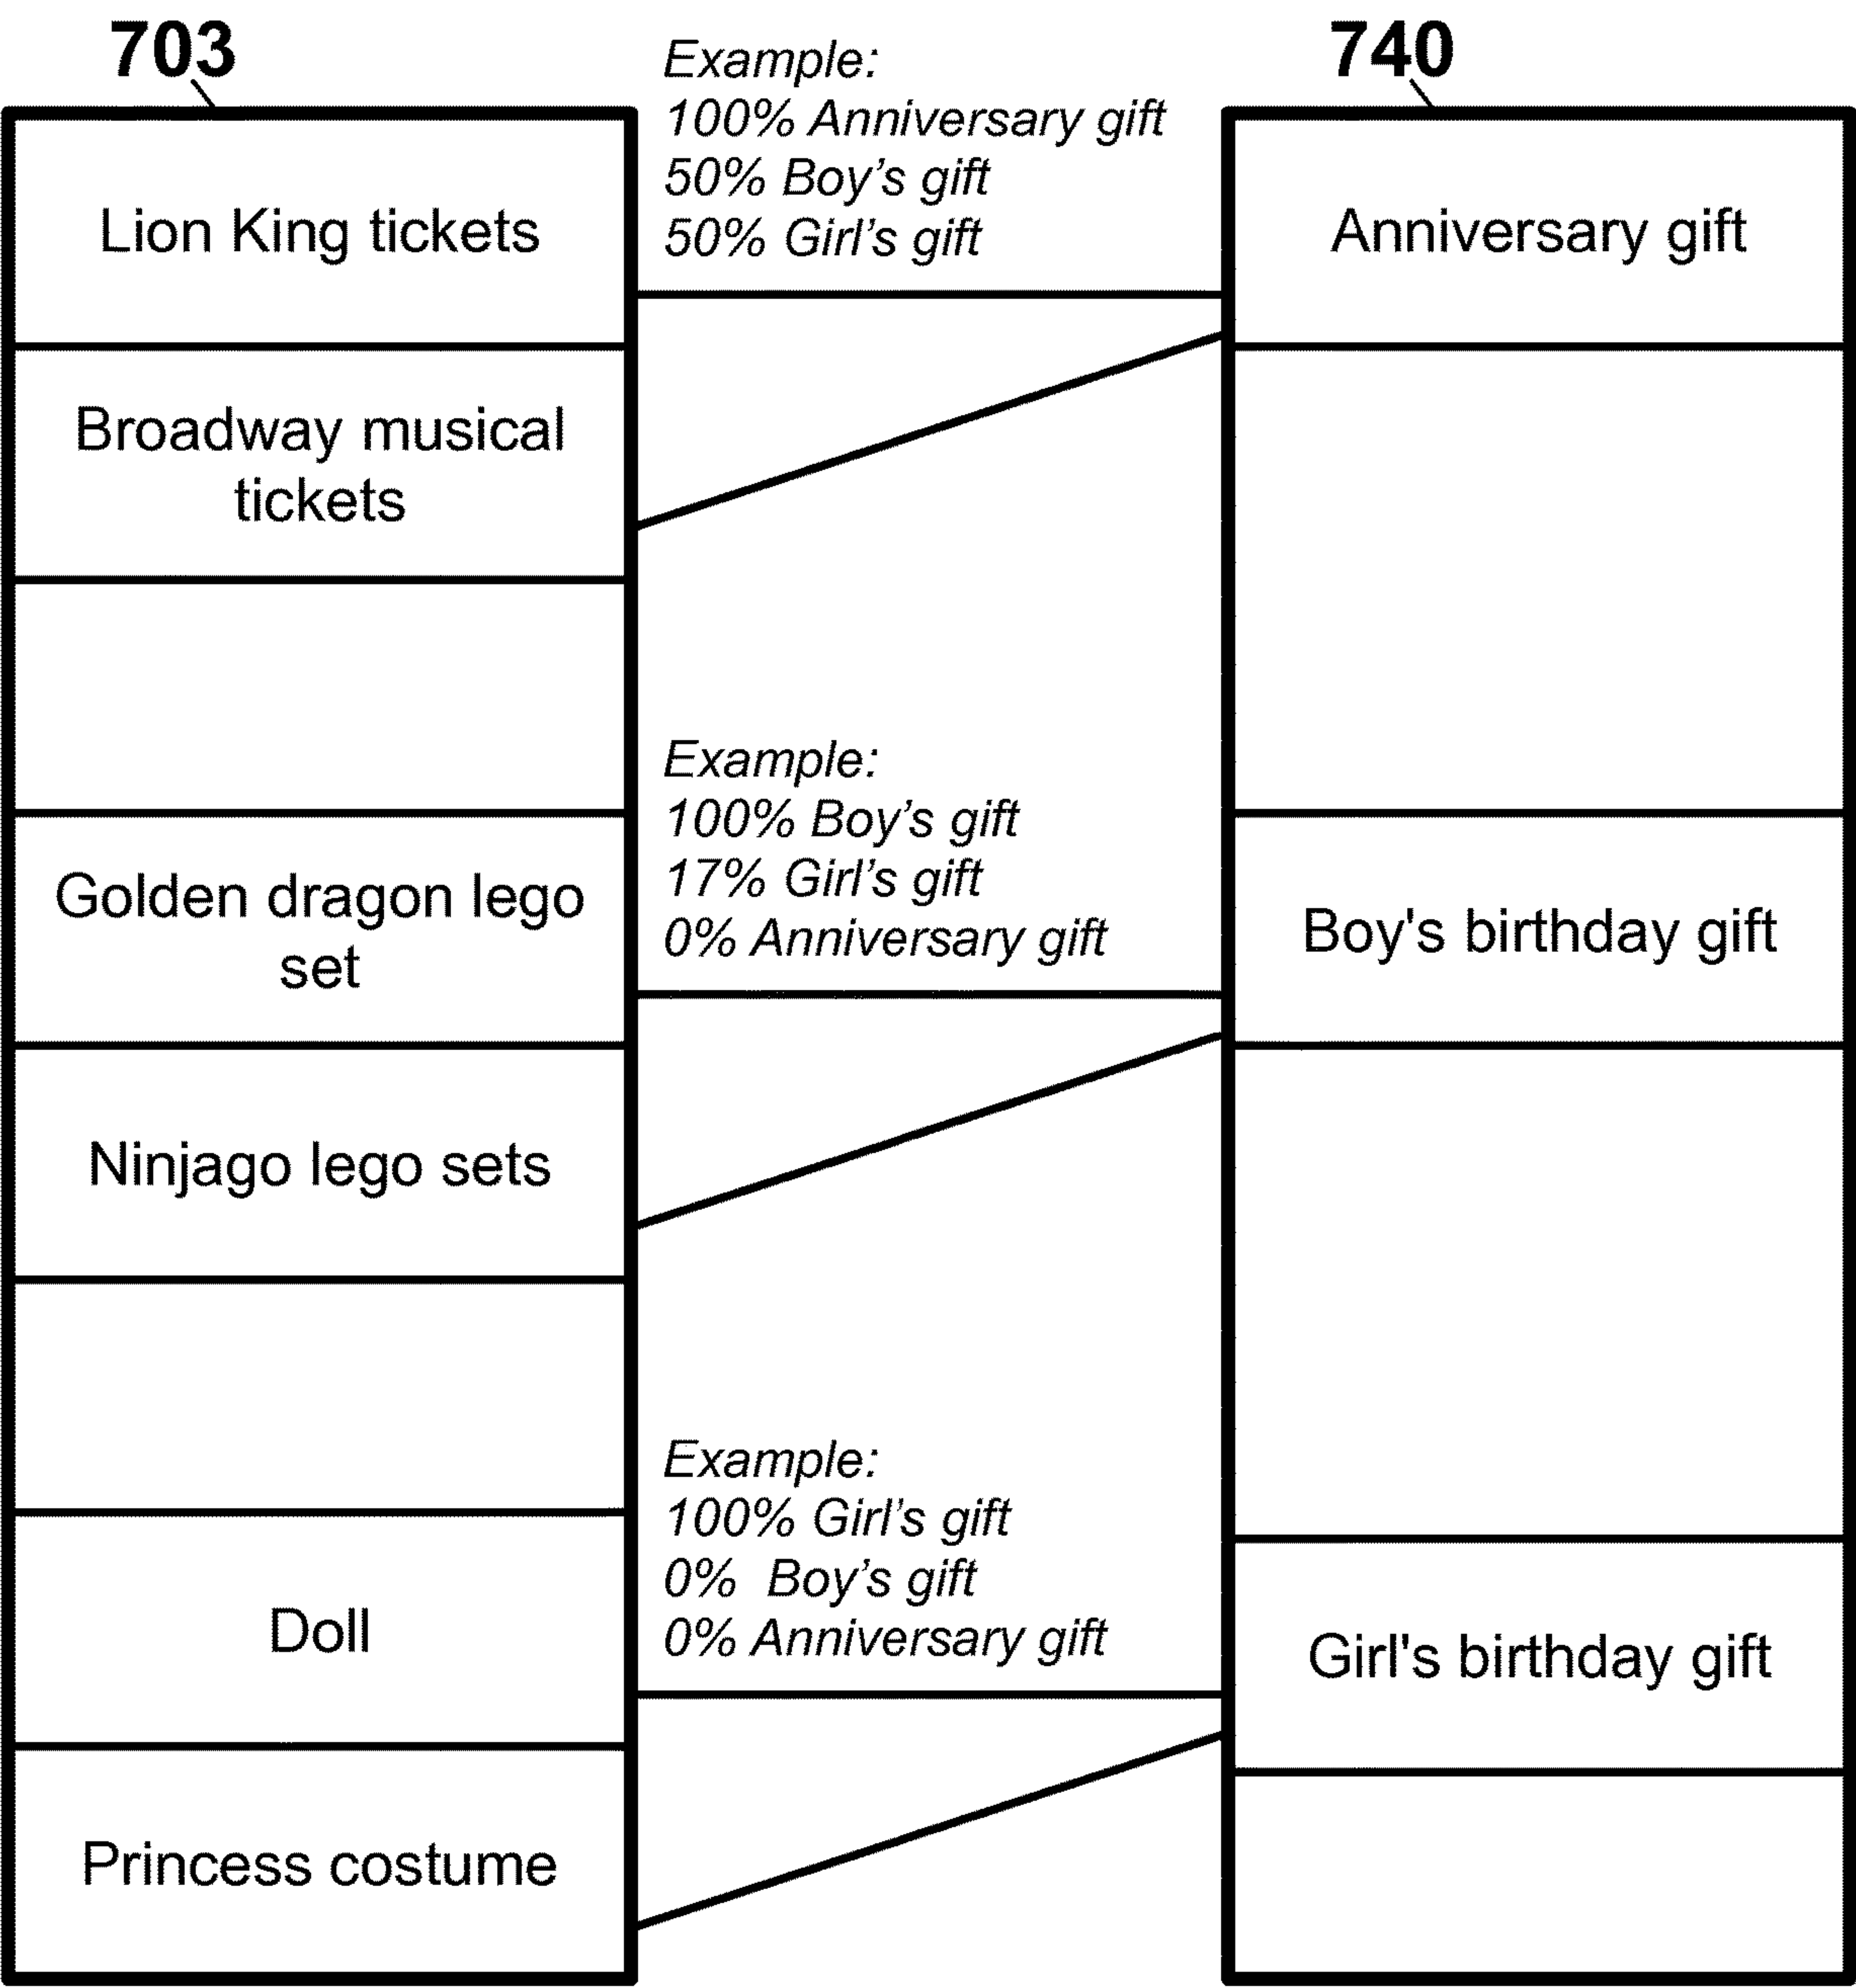 703
Lion King tickets
Broadway musical
tickets
Golden dragon lego
set
Ninjago lego sets
Doll
Princess costume
Example:
100% Anniversary gift
50% Boy’s gift
50% Girl’s gift
Example:
100% Boy’s gift
17% Girl’s gift
0% Anniversary gift
Example:
100% Girl’s gift
0% Boy’s gift
0% Anniversary gift
740
Anniversary gift
Boy's birthday gift
Girl's birthday gift